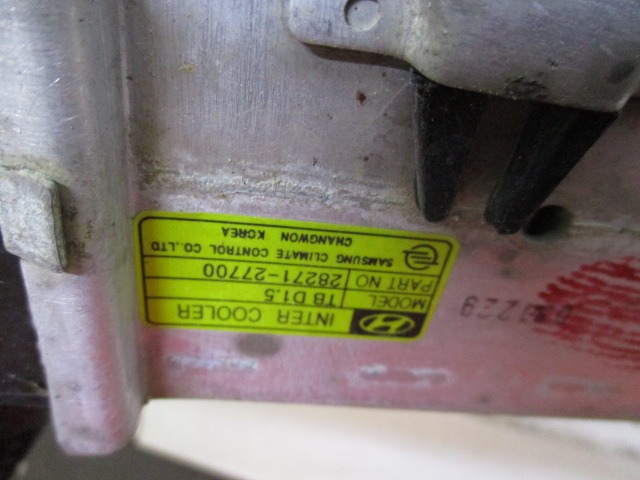 INTER COOLER
MODEL TB D1.5
PART NO 28271-27700
SAMSUNG CLIMATE CONTROL CO.,LTD
CHANGWON KOREA